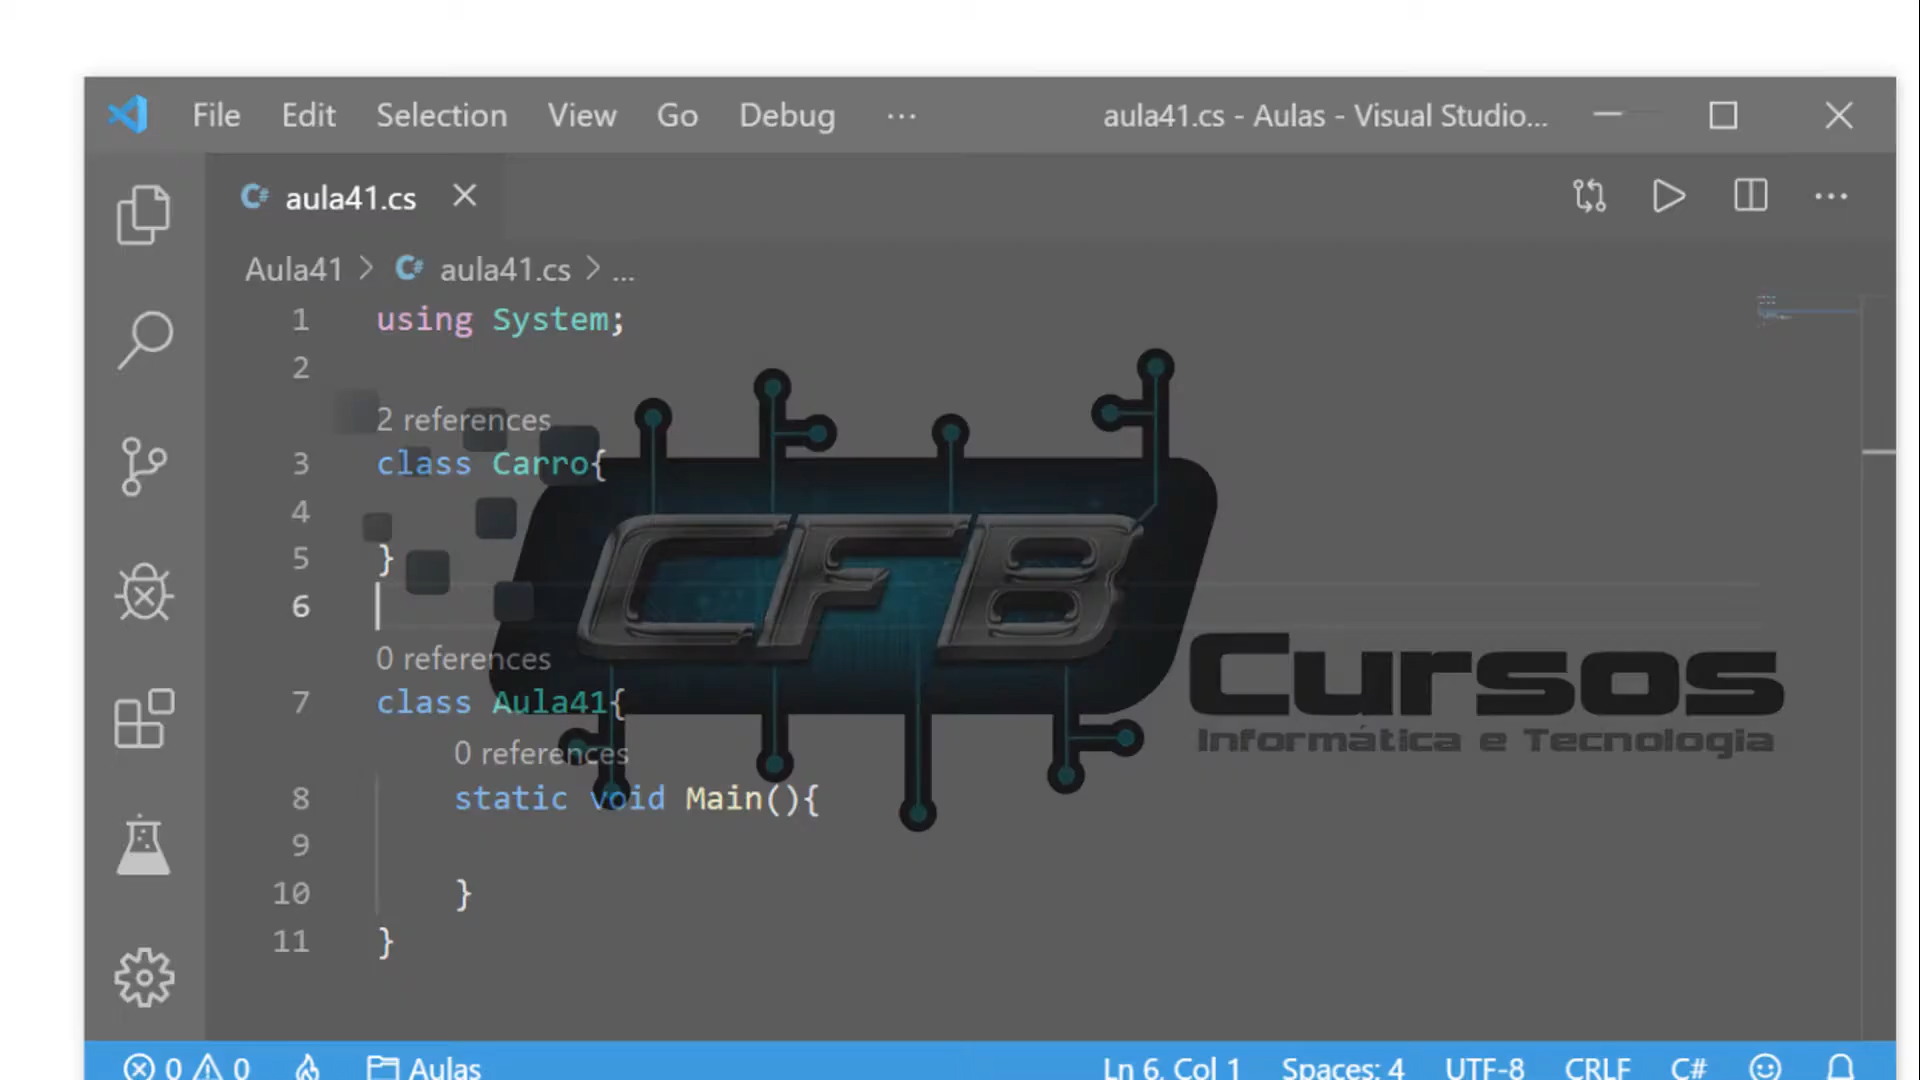 File Edit Selection View Go Debug ··· aula41.cs - Aulas - Visual Studio...
C# aula41.cs
Aula41 > C# aula41.cs > ...
1 using System;
2
2 references
3 class Carro{
4
5 }
6
0 references
7 class Aula41{
0 references
8 static void Main(){
9
10 }
11 }
CFB
Cursos
Informática e Tecnologia
0 0 Aulas Ln 6, Col 1 Spaces: 4 UTF-8 CRLF C#